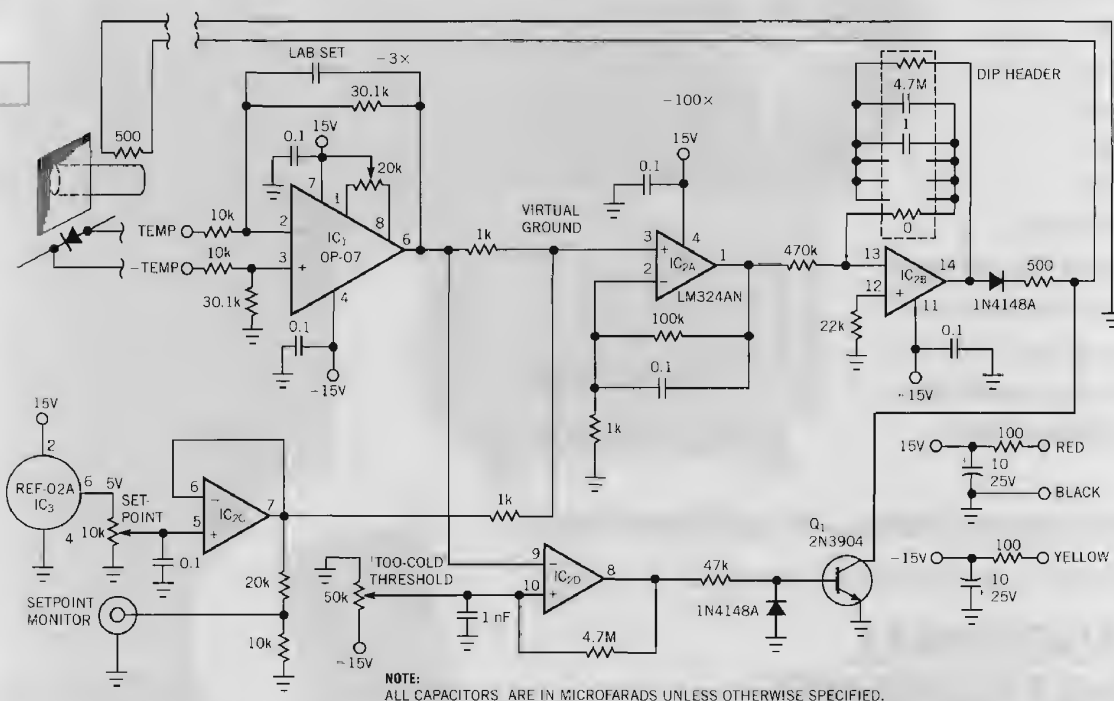 LAB SET
−3×
30.1k
15V
0.1
20k
500
7
1
8
TEMP
10k
2
−
IC1
OP-07
6
−TEMP
10k
3
+
4
30.1k
0.1
−15V
1k
VIRTUAL
GROUND
−100×
15V
0.1
3
+
4
IC2A
1
2
−
LM324AN
100k
0.1
1k
DIP HEADER
4.7M
1
0
470k
13
−
14
IC2B
12
+
11
1N4148A
500
22k
0.1
−15V
15V
2
REF-02A
IC3
6
5V
4
SET-
POINT
10k
0.1
6
−
IC2C
7
5
+
1k
20k
SETPOINT
MONITOR
10k
'TOO-COLD'
THRESHOLD
50k
−15V
1 nF
9
−
IC2D
8
10
+
4.7M
47k
1N4148A
Q1
2N3904
15V
100
RED
10
25V
BLACK
−15V
100
YELLOW
10
25V
NOTE:
ALL CAPACITORS ARE IN MICROFARADS UNLESS OTHERWISE SPECIFIED.